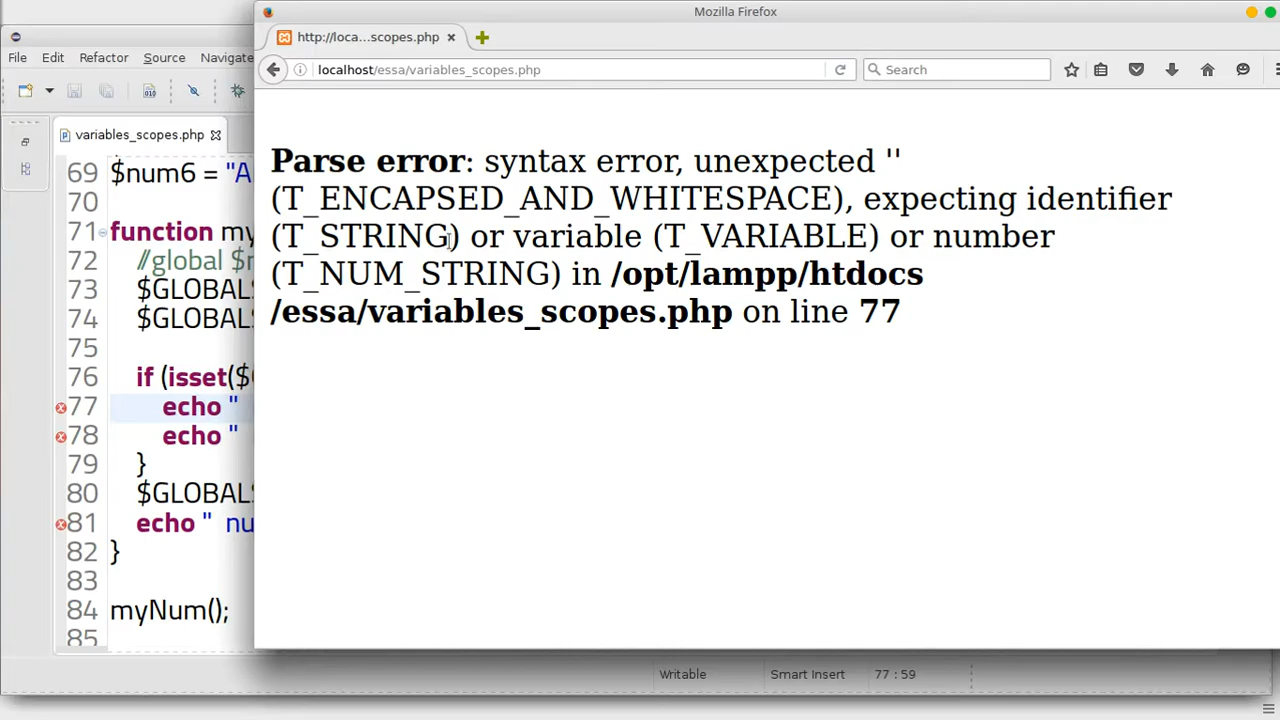 Mozilla Firefox
http://loca...scopes.php
localhost/essa/variables_scopes.php
Search
File Edit Refactor Source Navigate
variables_scopes.php
Parse error: syntax error, unexpected ''
(T_ENCAPSED_AND_WHITESPACE), expecting identifier
(T_STRING) or variable (T_VARIABLE) or number
(T_NUM_STRING) in /opt/lampp/htdocs
/essa/variables_scopes.php on line 77
69 $num6 = "A
70
71 function my
72 //global $n
73 $GLOBALS
74 $GLOBALS
75
76 if (isset($G
77 echo "
78 echo "
79 }
80 $GLOBALS
81 echo " nu
82 }
83
84 myNum();
85
Writable Smart Insert 77 : 59